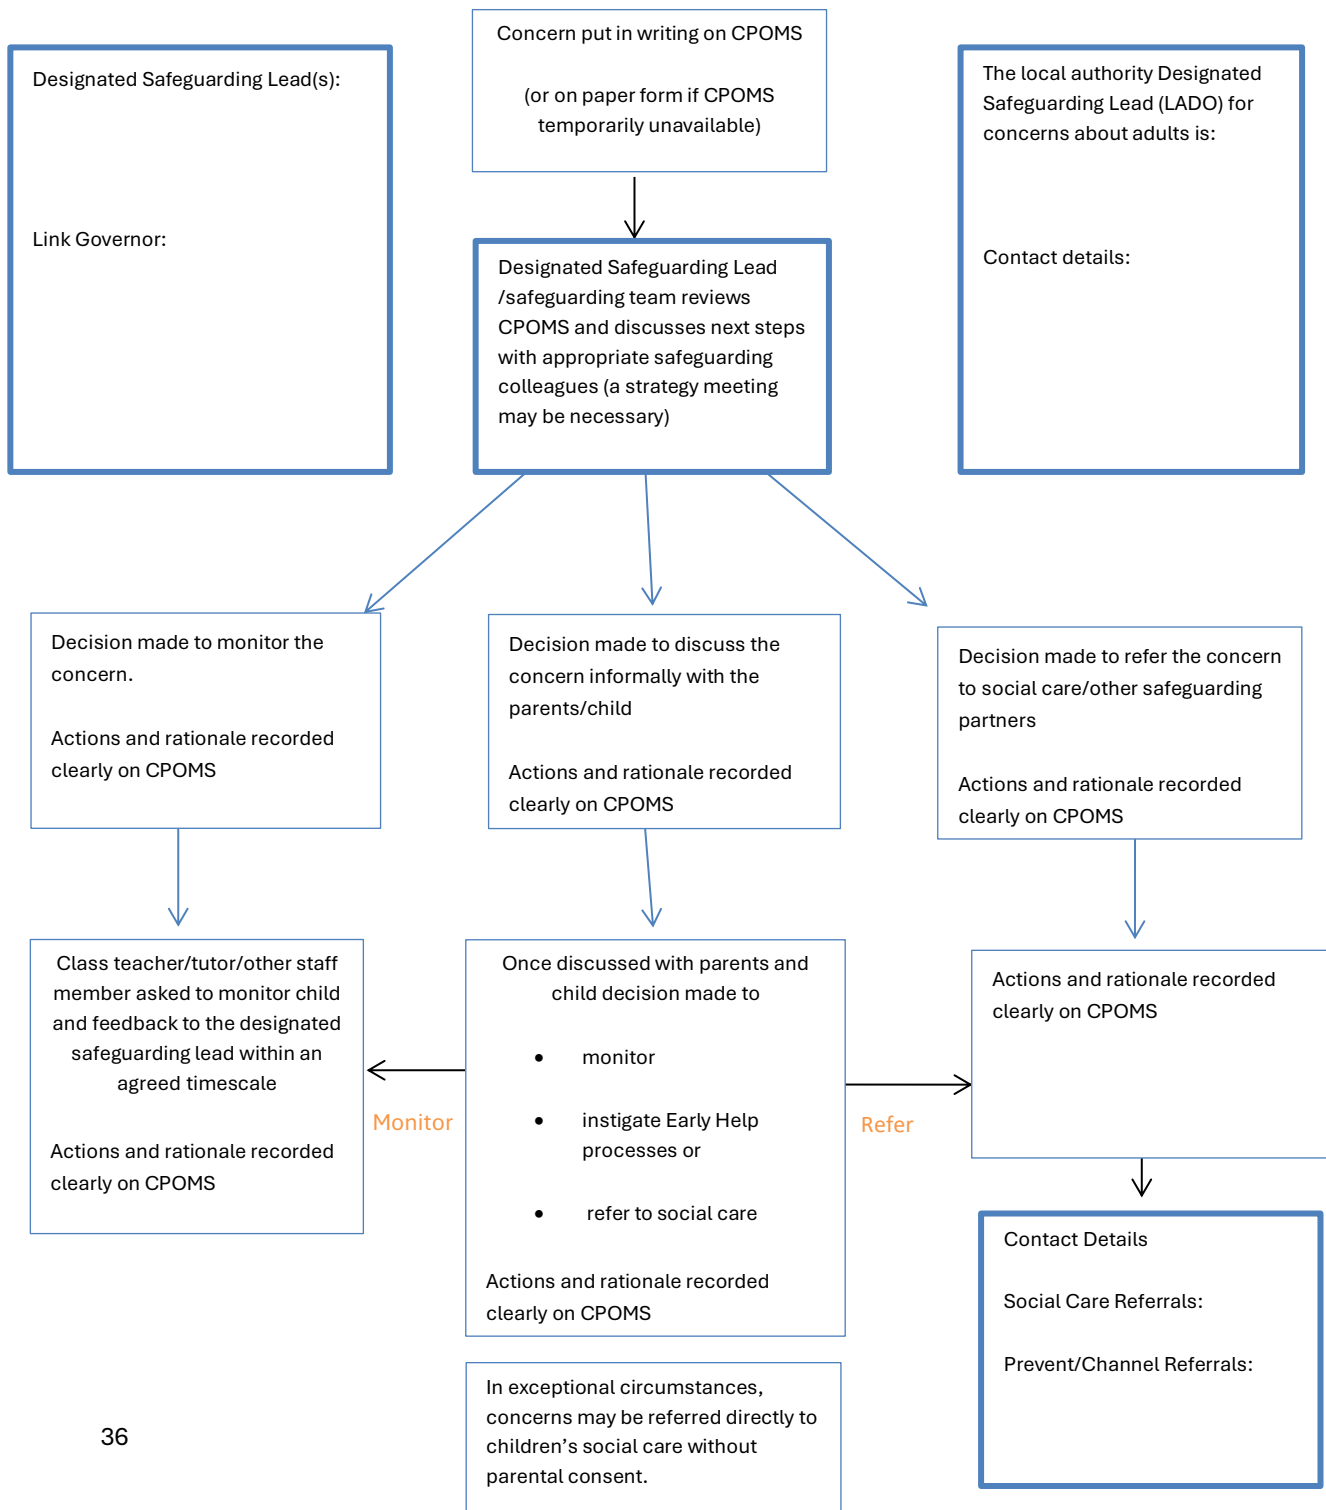 Concern put in writing on CPOMS
(or on paper form if CPOMS
temporarily unavailable)
Designated Safeguarding Lead(s):
Link Governor:
The local authority Designated
Safeguarding Lead (LADO) for
concerns about adults is:
Contact details:
Designated Safeguarding Lead
/safeguarding team reviews
CPOMS and discusses next steps
with appropriate safeguarding
colleagues (a strategy meeting
may be necessary)
Decision made to monitor the
concern.
Actions and rationale recorded
clearly on CPOMS
Decision made to discuss the
concern informally with the
parents/child
Actions and rationale recorded
clearly on CPOMS
Decision made to refer the concern
to social care/other safeguarding
partners
Actions and rationale recorded
clearly on CPOMS
Class teacher/tutor/other staff
member asked to monitor child
and feedback to the designated
safeguarding lead within an
agreed timescale
Actions and rationale recorded
clearly on CPOMS
Monitor
Once discussed with parents and
child decision made to
• monitor
• instigate Early Help
processes or
• refer to social care
Actions and rationale recorded
clearly on CPOMS
Refer
Actions and rationale recorded
clearly on CPOMS
Contact Details
Social Care Referrals:
Prevent/Channel Referrals:
In exceptional circumstances,
concerns may be referred directly to
children’s social care without
parental consent.
36